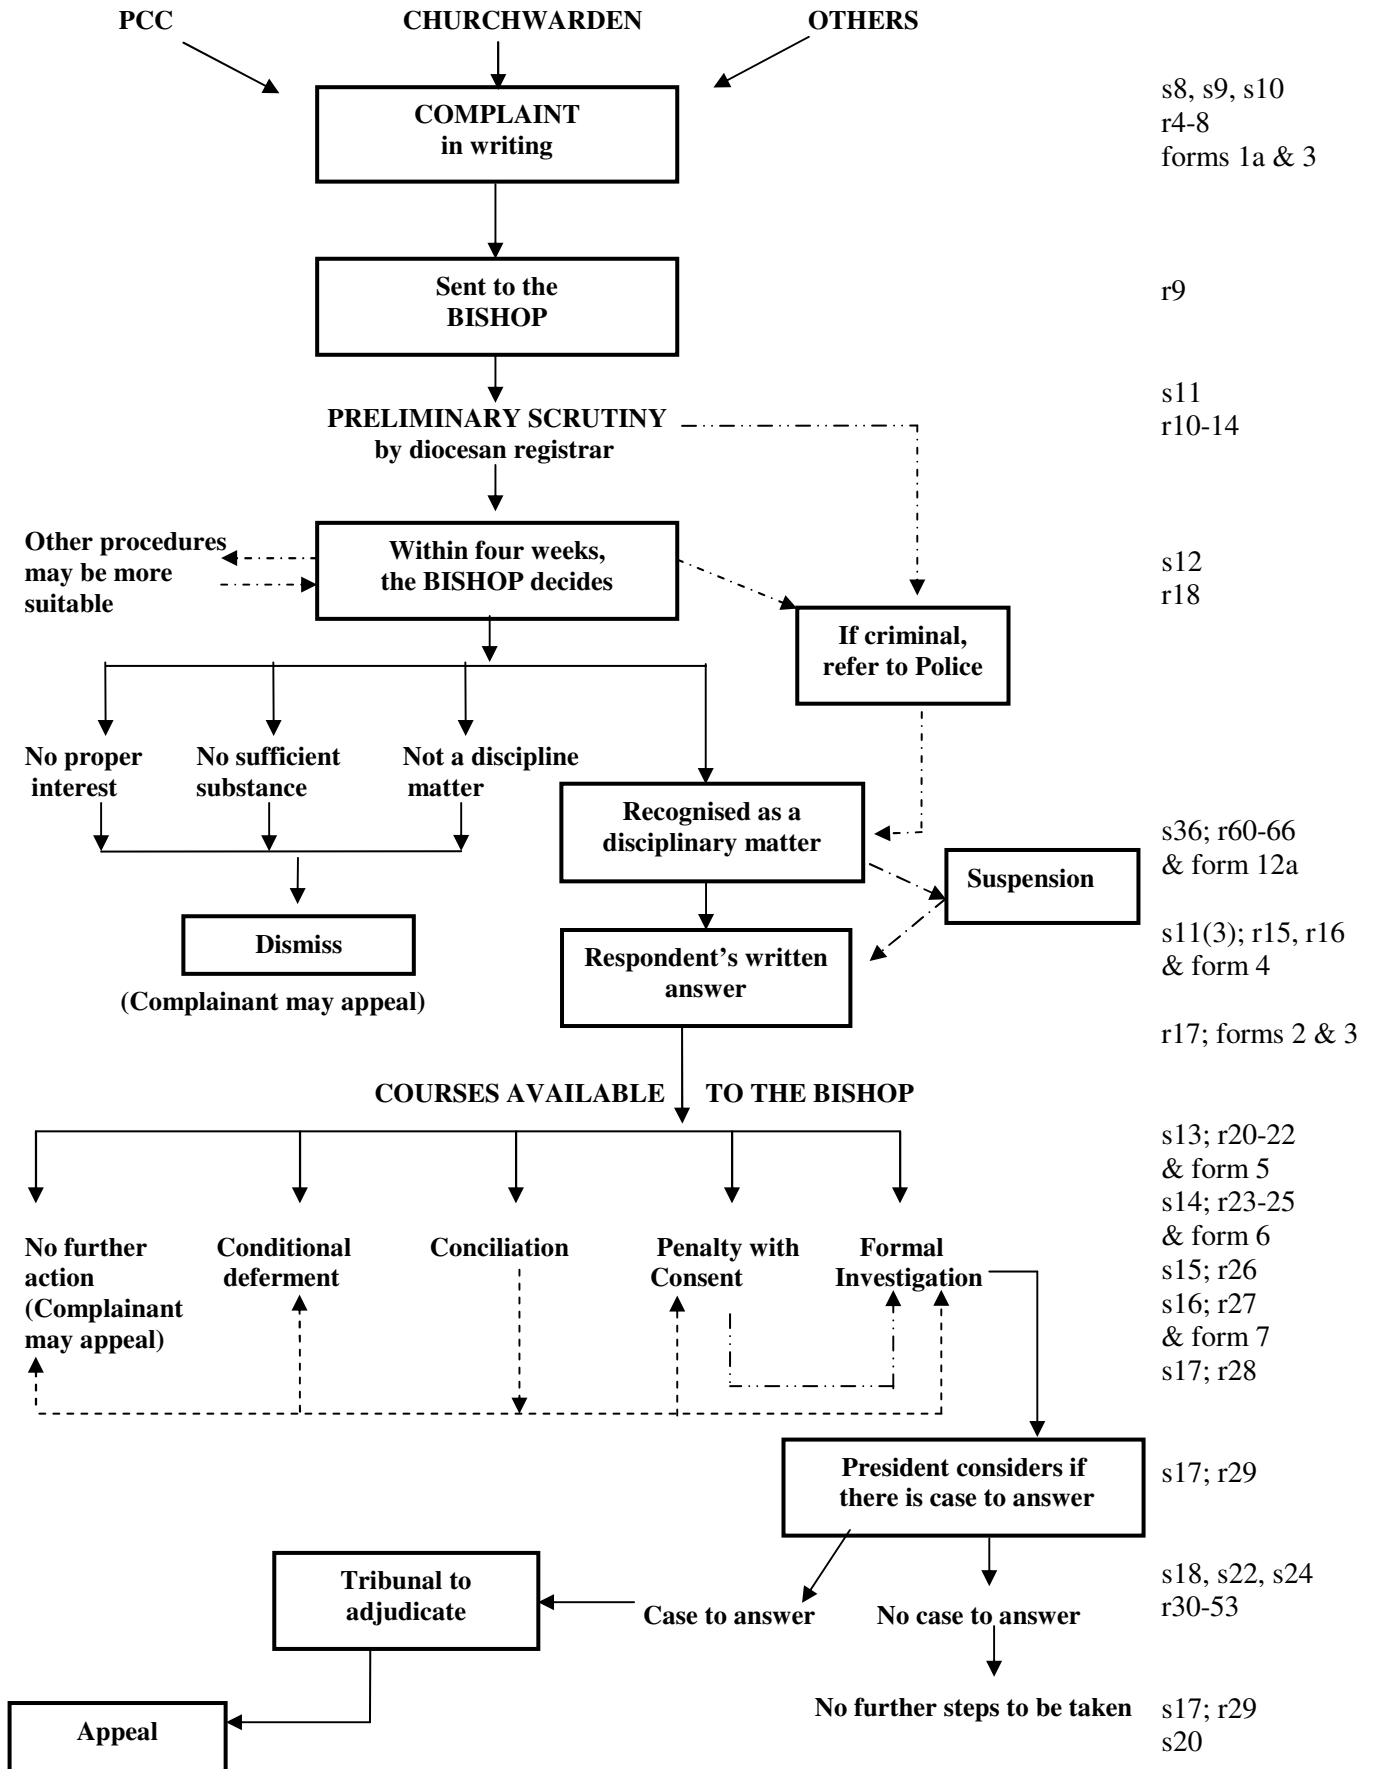 PCC
CHURCHWARDEN
OTHERS
COMPLAINT
in writing
s8, s9, s10
r4-8
forms 1a & 3
Sent to the
BISHOP
r9
PRELIMINARY SCRUTINY
by diocesan registrar
s11
r10-14
Other procedures
may be more
suitable
Within four weeks,
the BISHOP decides
s12
r18
If criminal,
refer to Police
No proper
interest
No sufficient
substance
Not a discipline
matter
Recognised as a
disciplinary matter
s36; r60-66
& form 12a
Suspension
Dismiss
(Complainant may appeal)
Respondent’s written
answer
s11(3); r15, r16
& form 4
r17; forms 2 & 3
COURSES AVAILABLE TO THE BISHOP
No further
action
(Complainant
may appeal)
Conditional
deferment
Conciliation
Penalty with
Consent
Formal
Investigation
s13; r20-22
& form 5
s14; r23-25
& form 6
s15; r26
s16; r27
& form 7
s17; r28
President considers if
there is case to answer
s17; r29
Tribunal to
adjudicate
Case to answer
No case to answer
s18, s22, s24
r30-53
No further steps to be taken
s17; r29
s20
Appeal